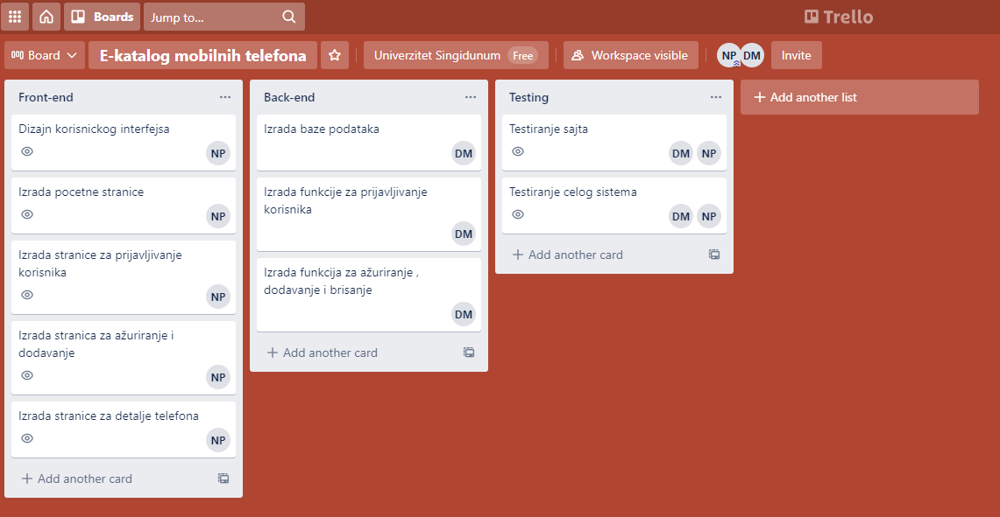 Boards
Jump to...
Trello
Board
E-katalog mobilnih telefona
Univerzitet Singidunum Free
Workspace visible
NP DM
Invite
Front-end
Dizajn korisnickog interfejsa
NP
Izrada pocetne stranice
NP
Izrada stranice za prijavljivanje
korisnika
NP
Izrada stranica za ažuriranje i
dodavanje
NP
Izrada stranice za detalje telefona
NP
+ Add another card
Back-end
Izrada baze podataka
DM
Izrada funkcije za prijavljivanje
korisnika
DM
Izrada funkcija za ažuriranje ,
dodavanje i brisanje
DM
+ Add another card
Testing
Testiranje sajta
DM NP
Testiranje celog sistema
DM NP
+ Add another card
+ Add another list